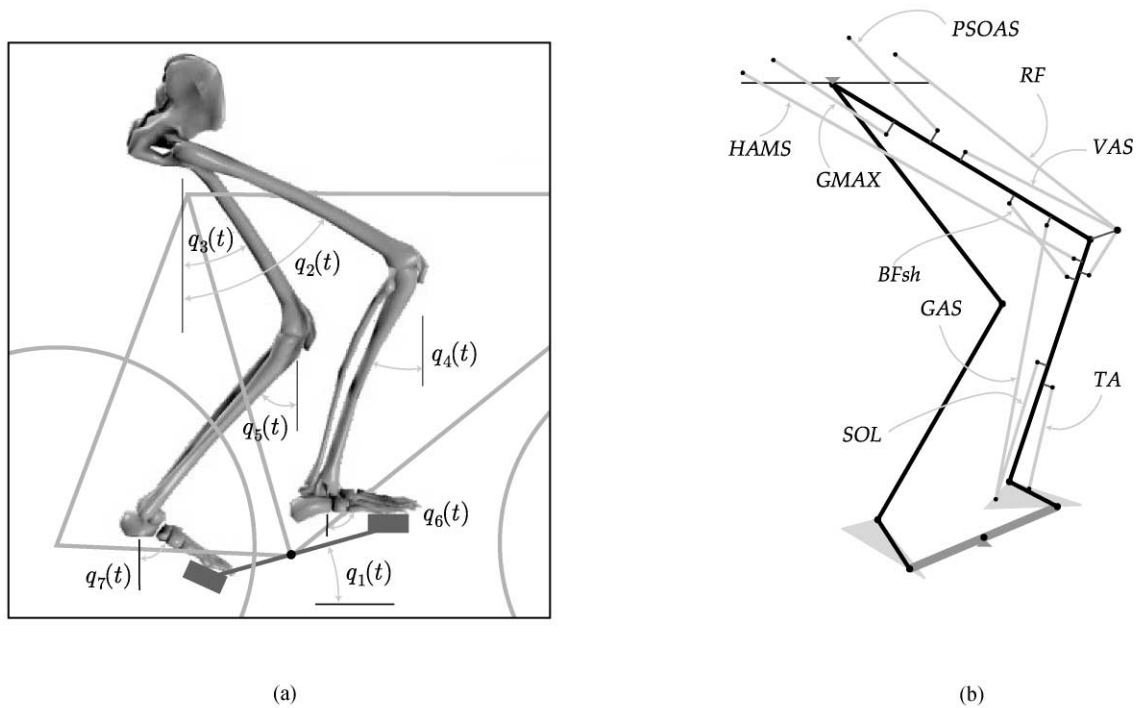 PSOAS
RF
HAMS
GMAX
VAS
q₃(t)
q₂(t)
BFsh
GAS
q₄(t)
TA
q₅(t)
SOL
q₆(t)
q₇(t)
q₁(t)
(a)
(b)